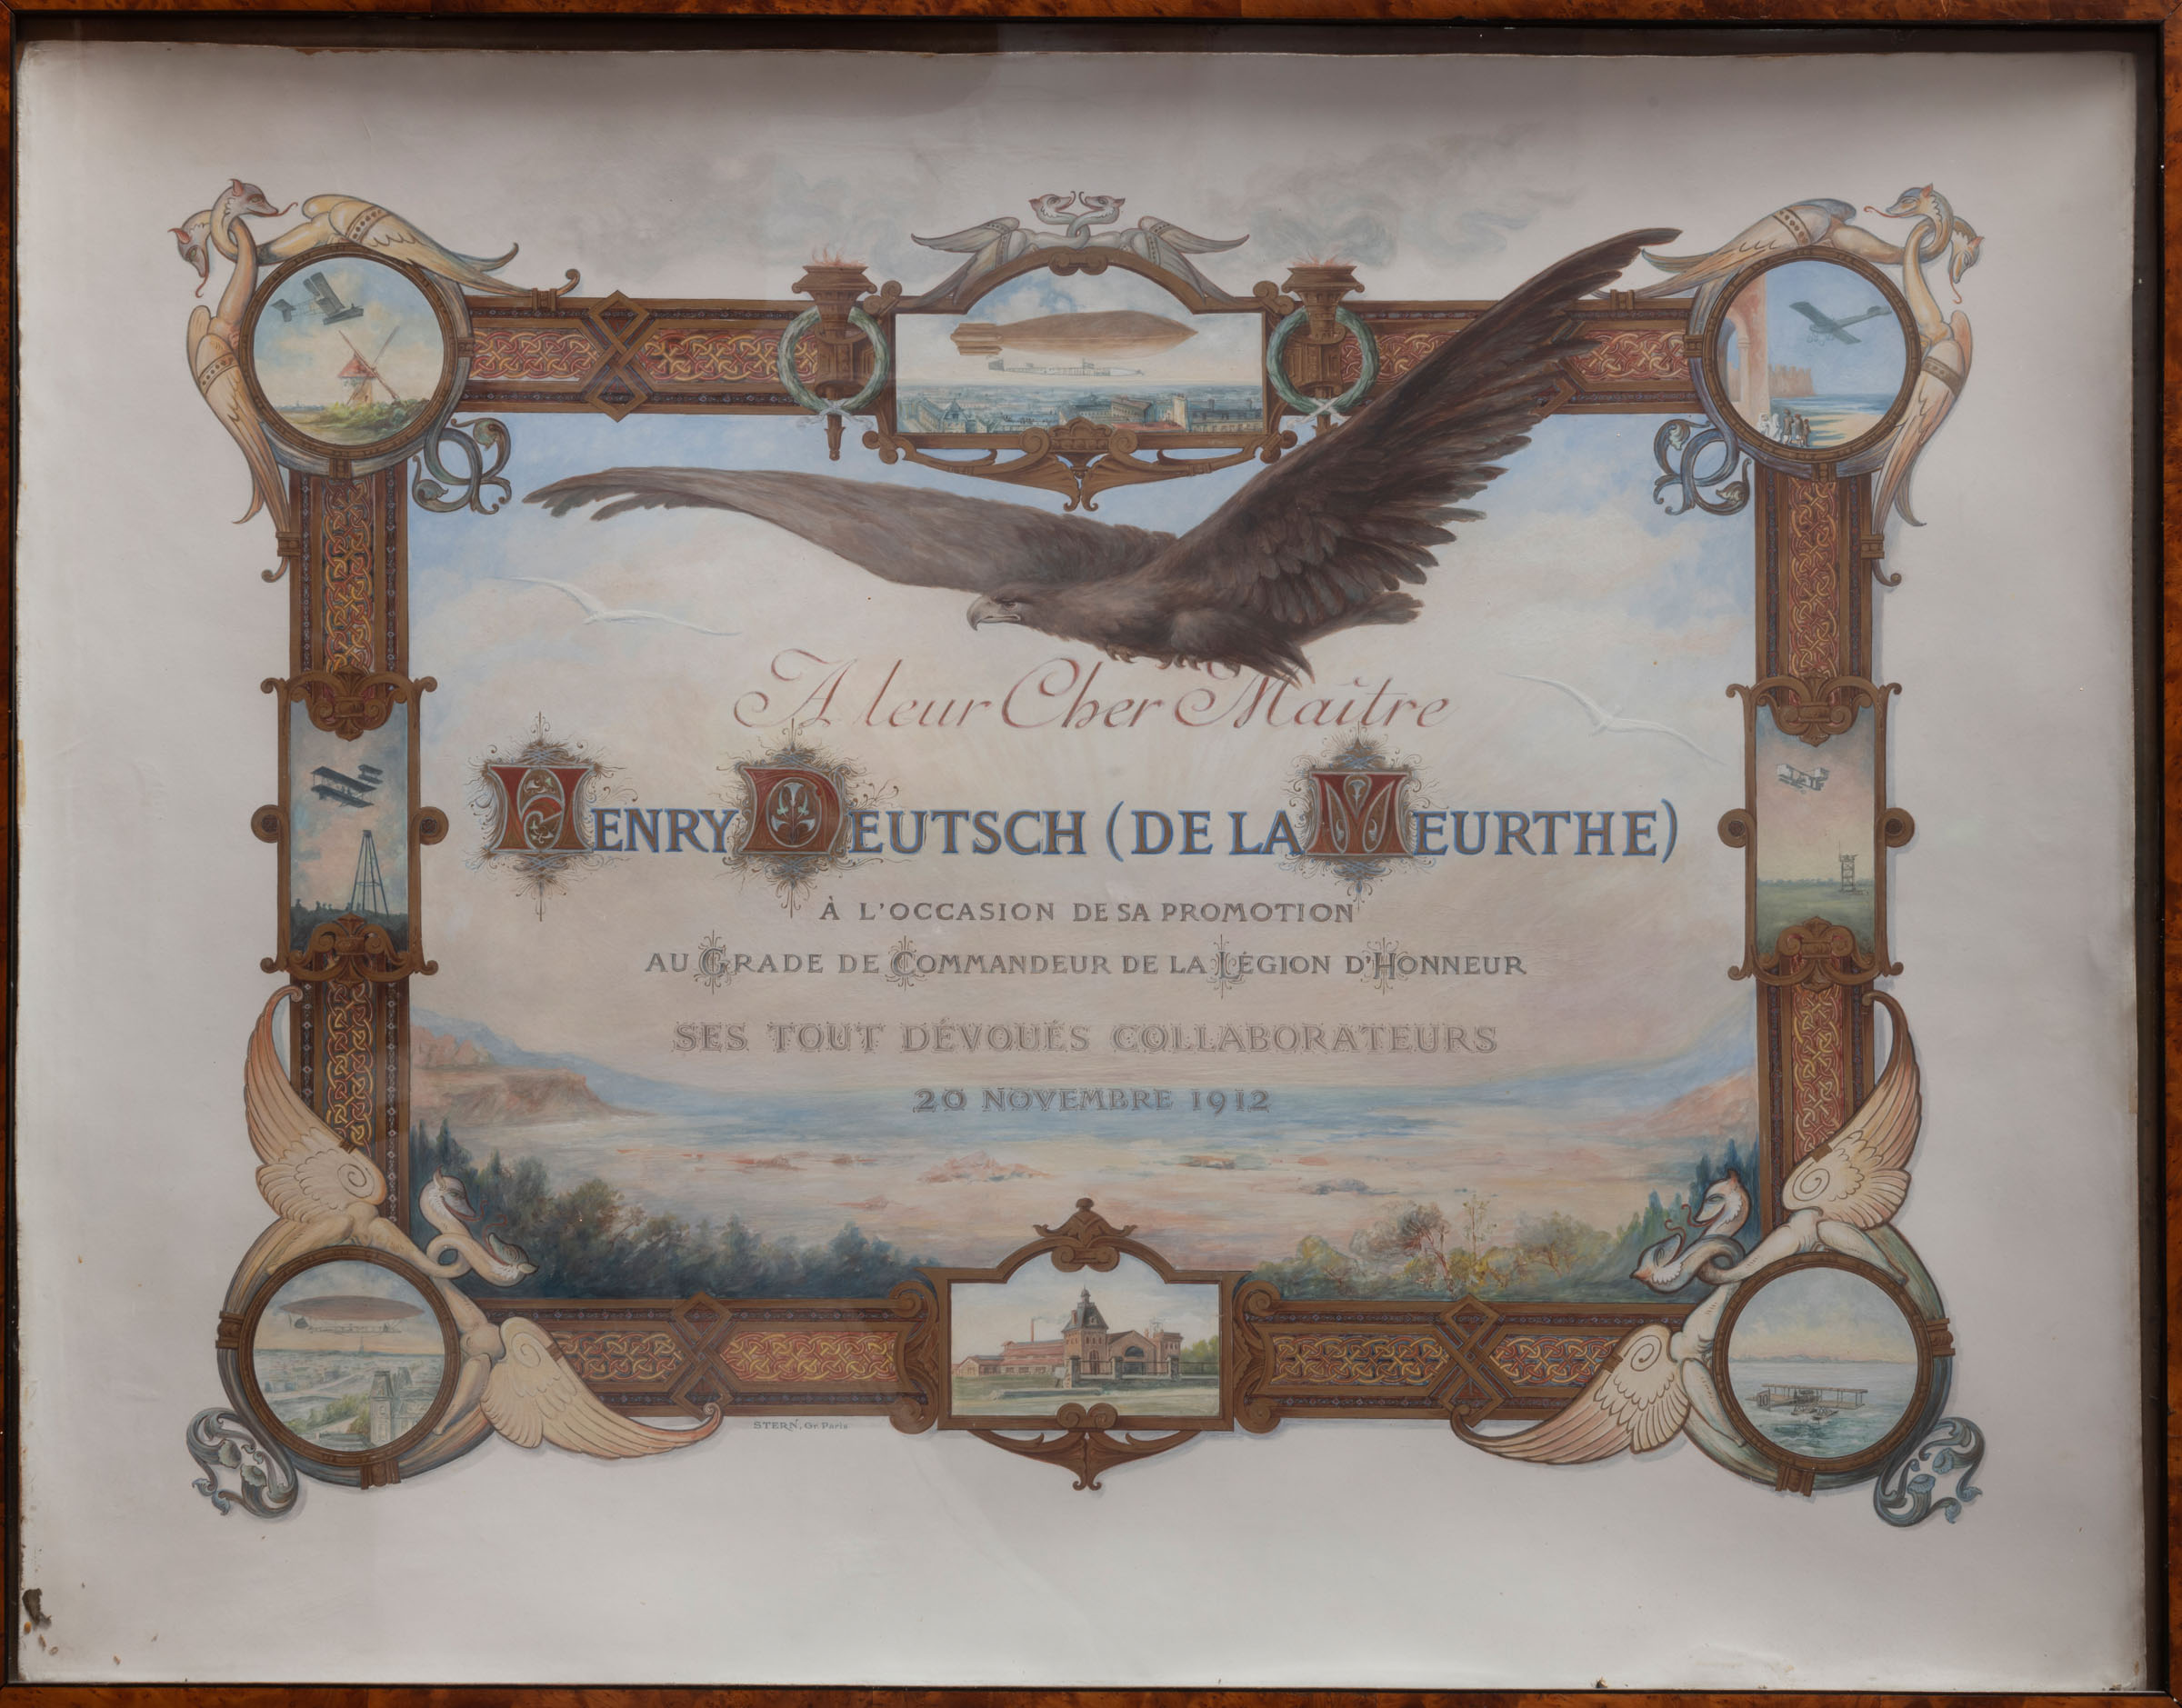 A leur Cher Maître
HENRY DEUTSCH (DE LA MEURTHE)
À L'OCCASION DE SA PROMOTION
AU GRADE DE COMMANDEUR DE LA LÉGION D'HONNEUR
SES TOUT DÉVOUÉS COLLABORATEURS
20 NOVEMBRE 1912
STERN, Gr. Paris